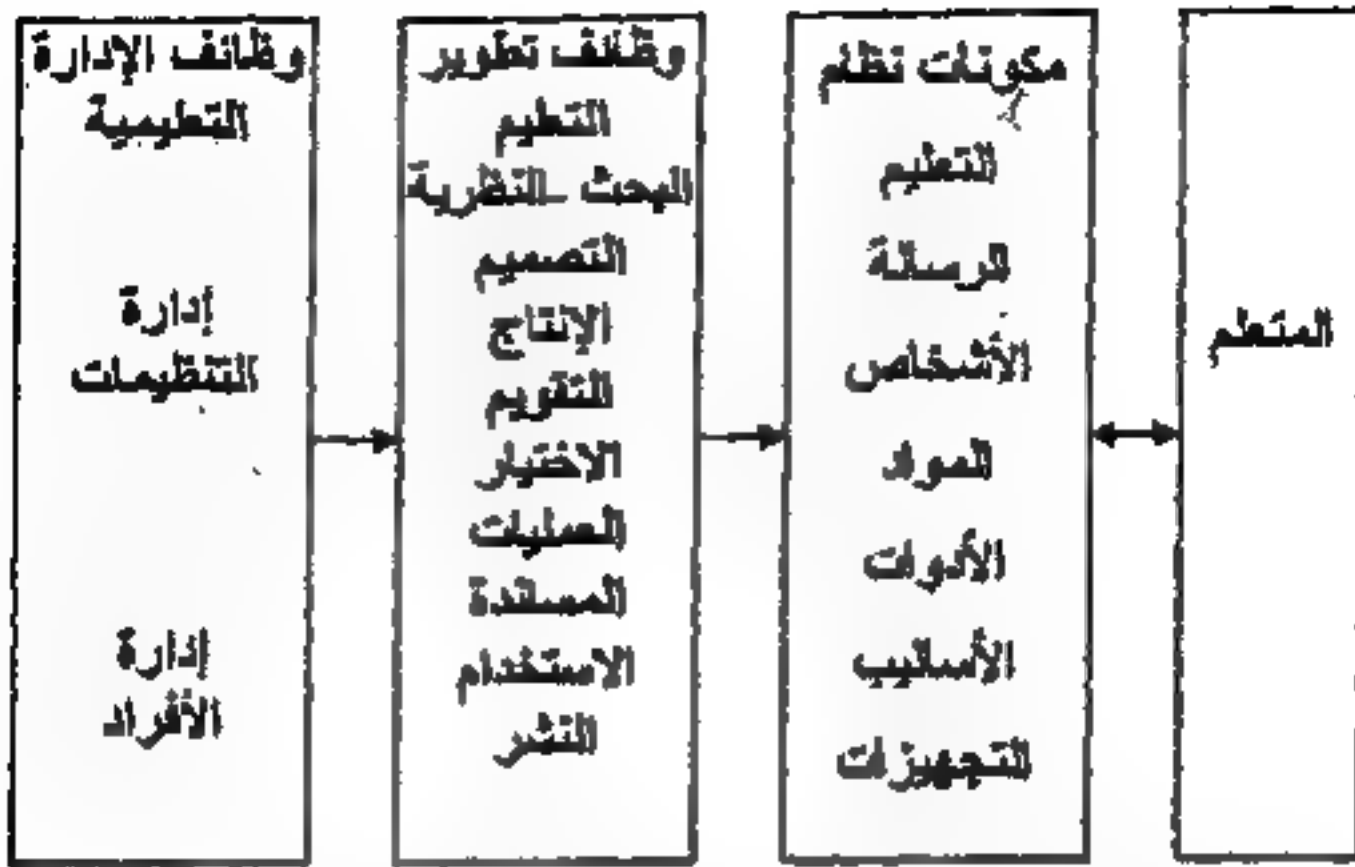 المتعلم
مكونات نظام
التعليم
الرسالة
الأشخاص
المواد
الأدوات
الأساليب
التجهيزات
وظائف تطوير
التعليم
البحث - النظرية
التصميم
الإنتاج
التقويم
الاختيار
العمليات
المساندة
الاستخدام
النشر
وظائف الإدارة
التعليمية
إدارة
التنظيمات
إدارة
الأفراد